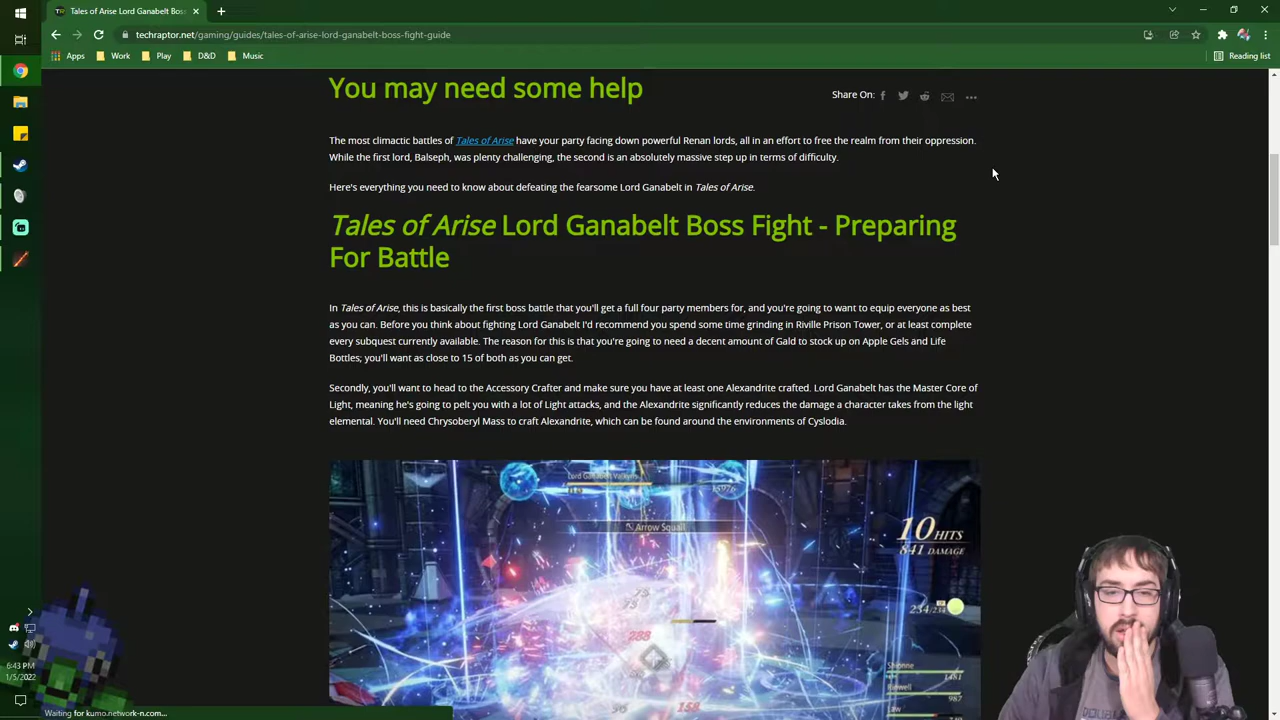 Tales of Arise Lord Ganabelt Bos
techraptor.net/gaming/guides/tales-of-arise-lord-ganabelt-boss-fight-guide
Apps Work Play D&D Music Reading list
You may need some help
Share On:
The most climactic battles of Tales of Arise have your party facing down powerful Renan lords, all in an effort to free the realm from their oppression.
While the first lord, Balseph, was plenty challenging, the second is an absolutely massive step up in terms of difficulty.
Here's everything you need to know about defeating the fearsome Lord Ganabelt in Tales of Arise.
Tales of Arise Lord Ganabelt Boss Fight - Preparing
For Battle
In Tales of Arise, this is basically the first boss battle that you'll get a full four party members for, and you're going to want to equip everyone as best
as you can. Before you think about fighting Lord Ganabelt I'd recommend you spend some time grinding in Riville Prison Tower, or at least complete
every subquest currently available. The reason for this is that you're going to need a decent amount of Gald to stock up on Apple Gels and Life
Bottles; you'll want as close to 15 of both as you can get.
Secondly, you'll want to head to the Accessory Crafter and make sure you have at least one Alexandrite crafted. Lord Ganabelt has the Master Core of
Light, meaning he's going to pelt you with a lot of Light attacks, and the Alexandrite significantly reduces the damage a character takes from the light
elemental. You'll need Chrysoberyl Mass to craft Alexandrite, which can be found around the environments of Cyslodia.
Lord Ganabelt Valkyris
15976
Arrow Squall
10 HITS
841 DAMAGE
234/234
288
158
Shionne
1481
Rinwell
987
Law
6:43 PM
1/5/2022
Waiting for kumo.network-n.com...